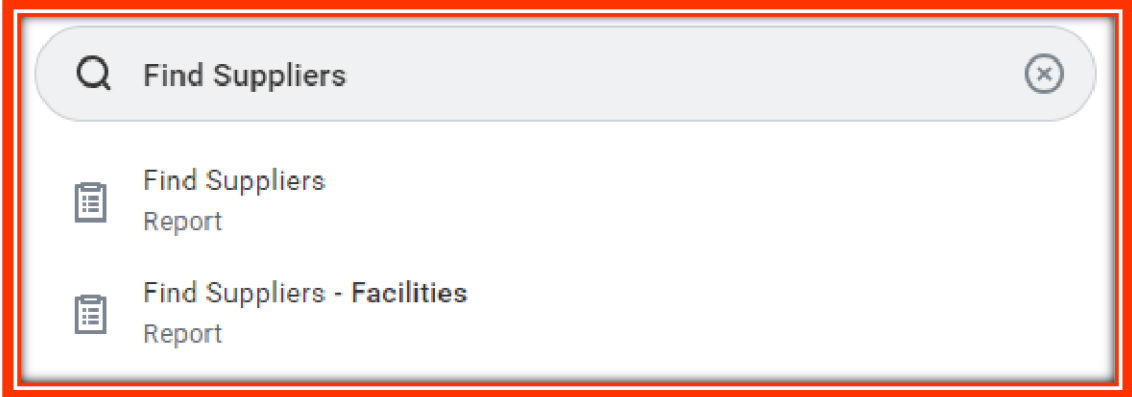 Find Suppliers
Find Suppliers
Report
Find Suppliers - Facilities
Report